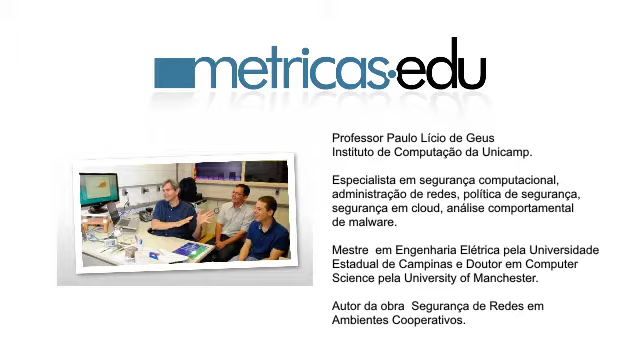 metricas.edu
Professor Paulo Lício de Geus
Instituto de Computação da Unicamp.
Especialista em segurança computacional,
administração de redes, política de segurança,
segurança em cloud, análise comportamental
de malware.
Mestre em Engenharia Elétrica pela Universidade
Estadual de Campinas e Doutor em Computer
Science pela University of Manchester.
Autor da obra Segurança de Redes em
Ambientes Cooperativos.